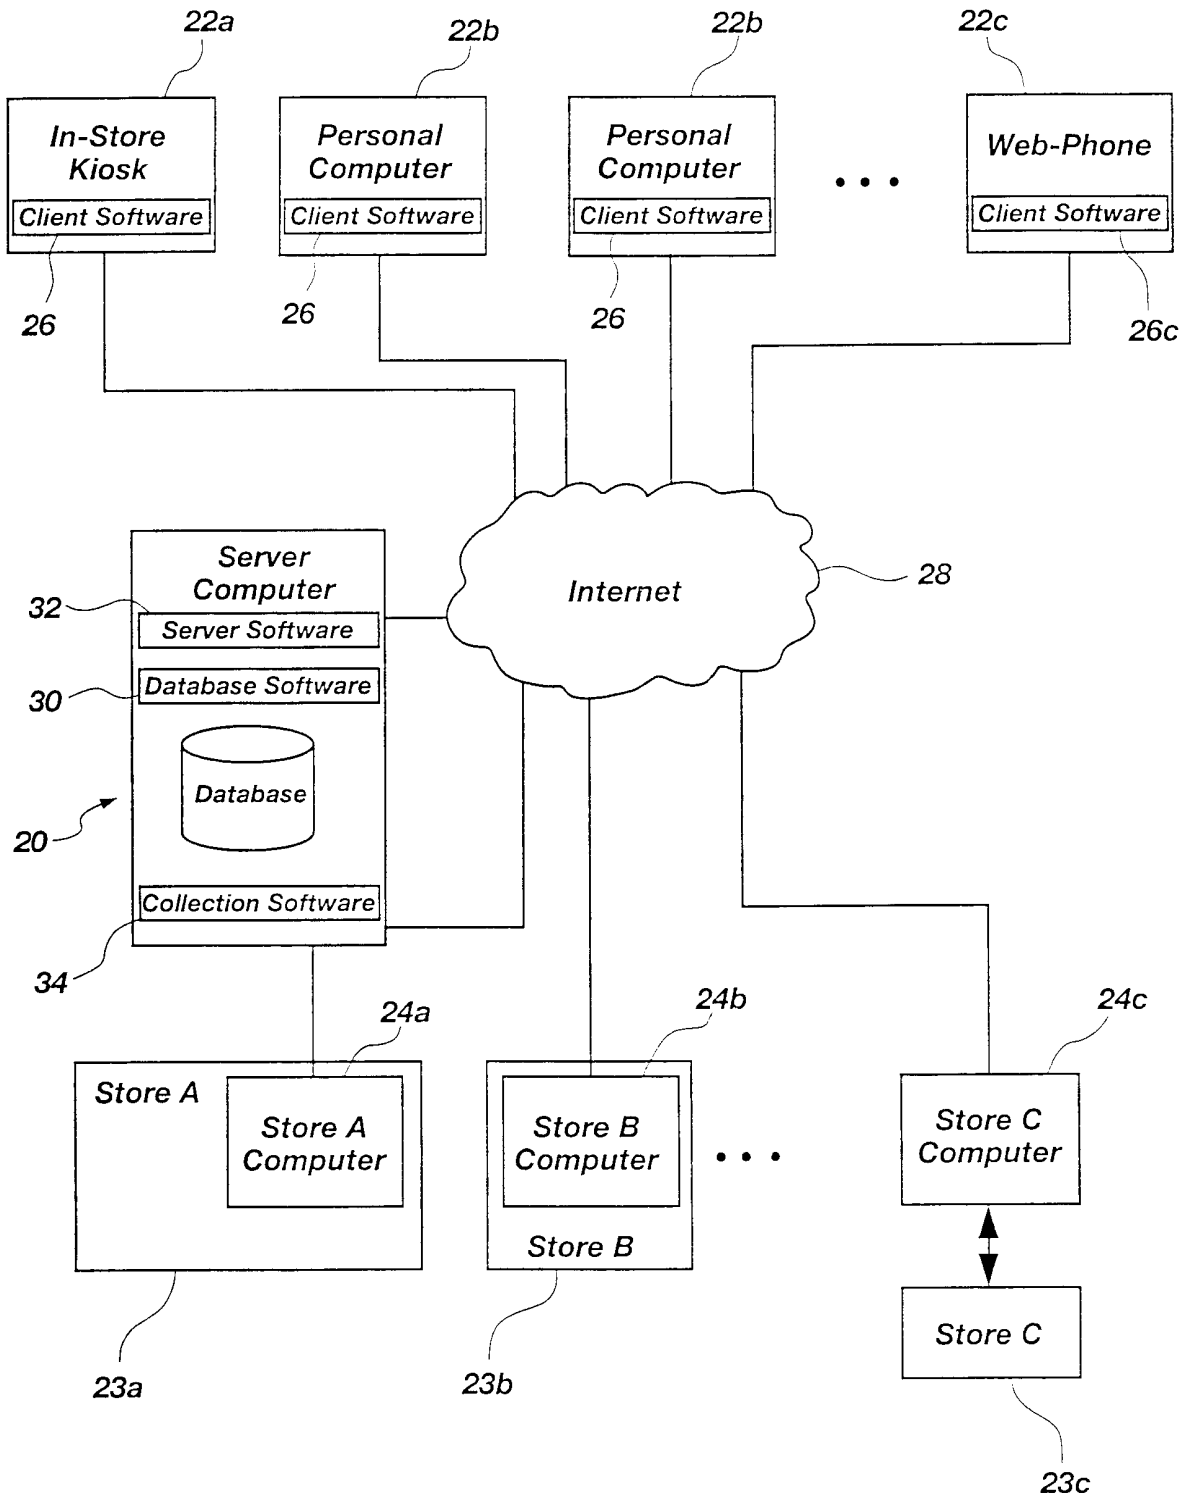 22a
22b
22b
22c
In-Store
Kiosk
Client Software
Personal
Computer
Client Software
Personal
Computer
Client Software
Web-Phone
Client Software
26
26
26
26c
Server
Computer
32
Server Software
30
Database Software
Database
20
Collection Software
34
Internet
28
24a
24b
24c
Store A
Store A
Computer
Store B
Computer
Store B
Store C
Computer
Store C
23a
23b
23c